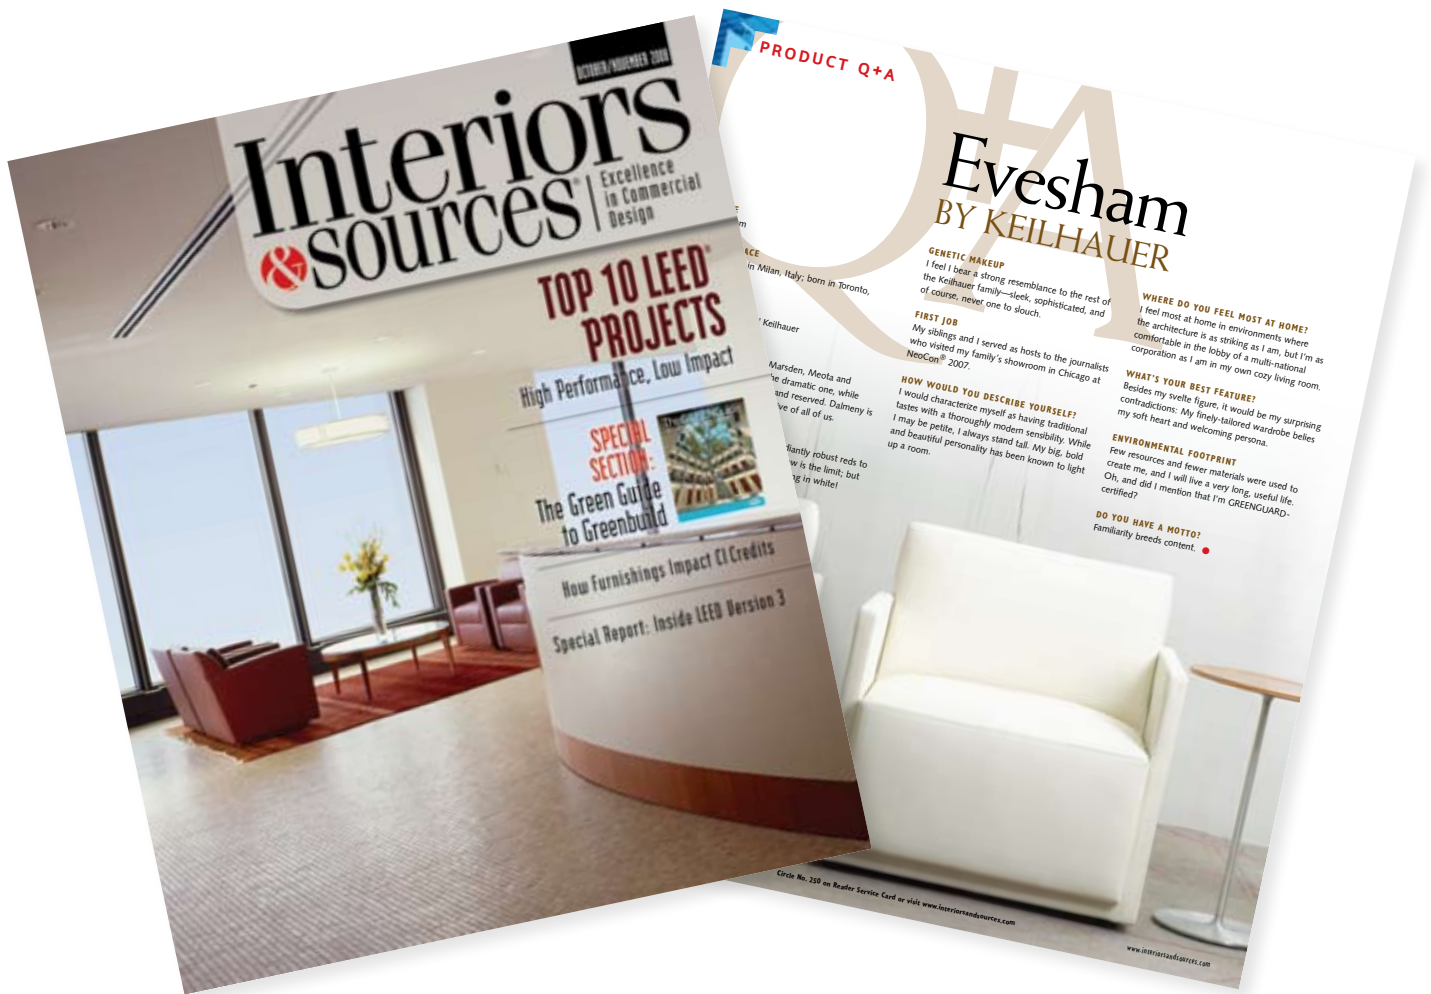 OCTOBER/NOVEMBER 2008
Interiors
&sources®
Excellence
in Commercial
Design
TOP 10 LEED®
PROJECTS
High Performance, Low Impact
SPECIAL
SECTION:
The Green Guide
to Greenbuild
How Furnishings Impact CI Credits
Special Report: Inside LEED Version 3
PRODUCT Q+A
Q+A
Evesham
BY KEILHAUER
in Milan, Italy; born in Toronto,
Keilhauer
Marsden, Meota and
dramatic one, while
and reserved. Dalmeny is
of all of us.
robust reds to
is the limit; but
in white!
GENETIC MAKEUP
I feel I bear a strong resemblance to the rest of
the Keilhauer family—sleek, sophisticated, and
of course, never one to slouch.
FIRST JOB
My siblings and I served as hosts to the journalists
who visited my family's showroom in Chicago at
NeoCon® 2007.
HOW WOULD YOU DESCRIBE YOURSELF?
I would characterize myself as having traditional
tastes with a thoroughly modern sensibility. While
I may be petite, I always stand tall. My big, bold
and beautiful personality has been known to light
up a room.
WHERE DO YOU FEEL MOST AT HOME?
I feel most at home in environments where
the architecture is as striking as I am, but I'm as
comfortable in the lobby of a multi-national
corporation as I am in my own cozy living room.
WHAT'S YOUR BEST FEATURE?
Besides my svelte figure, it would be my surprising
contradictions: My finely-tailored wardrobe belies
my soft heart and welcoming persona.
ENVIRONMENTAL FOOTPRINT
Few resources and fewer materials were used to
create me, and I will live a very long, useful life.
Oh, and did I mention that I'm GREENGUARD-
certified?
DO YOU HAVE A MOTTO?
Familiarity breeds content.
Circle No. 250 on Reader Service Card or visit www.interiorsandsources.com
www.interiorsandsources.com